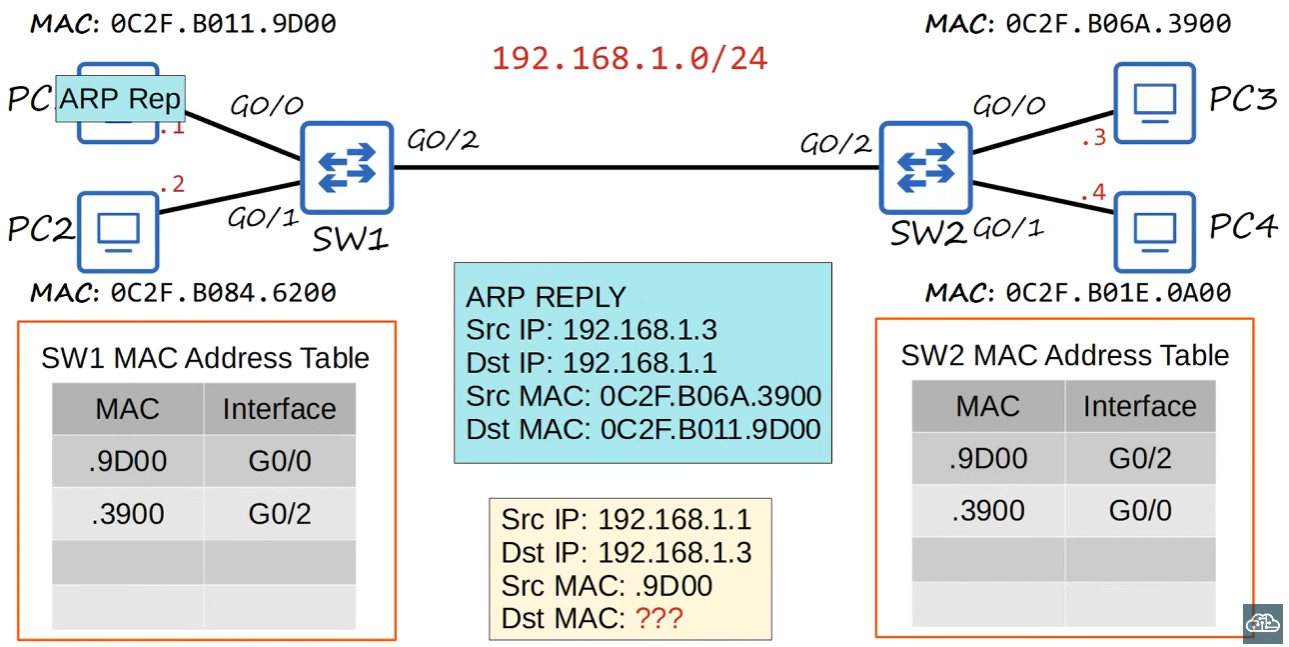 MAC: 0C2F.B011.9D00
MAC: 0C2F.B06A.3900
192.168.1.0/24
PC
ARP Rep
.1
G0/0
G0/2
G0/2
G0/0
PC3
.3
.2
PC2
G0/1
SW1
SW2
G0/1
.4
PC4
MAC: 0C2F.B084.6200
MAC: 0C2F.B01E.0A00
ARP REPLY
Src IP: 192.168.1.3
Dst IP: 192.168.1.1
Src MAC: 0C2F.B06A.3900
Dst MAC: 0C2F.B011.9D00
SW1 MAC Address Table
MAC Interface
.9D00 G0/0
.3900 G0/2
SW2 MAC Address Table
MAC Interface
.9D00 G0/2
.3900 G0/0
Src IP: 192.168.1.1
Dst IP: 192.168.1.3
Src MAC: .9D00
Dst MAC: ???